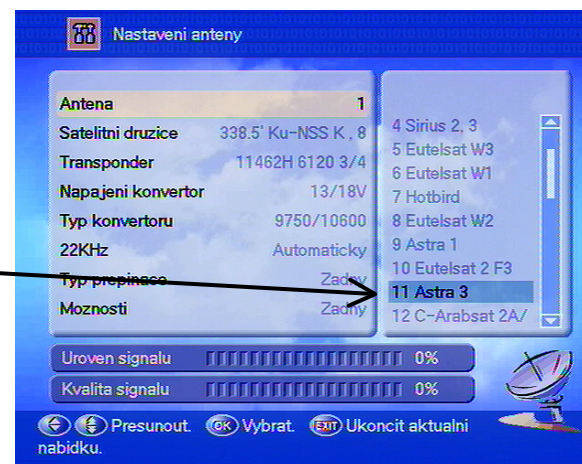 Nastaveni anteny
Antena 1
Satelitni druzice 338.5' Ku-NSS K , 8
Transponder 11462H 6120 3/4
Napajeni konvertor 13/18V
Typ konvertoru 9750/10600
22KHz Automaticky
Typ prepinace Zadny
Moznosti Zadny
4 Sirius 2, 3
5 Eutelsat W3
6 Eutelsat W1
7 Hotbird
8 Eutelsat W2
9 Astra 1
10 Eutelsat 2 F3
11 Astra 3
12 C-Arabsat 2A/
Uroven signalu 0%
Kvalita signalu 0%
Presunout. OK Vybrat. EXIT Ukoncit aktualni
nabidku.